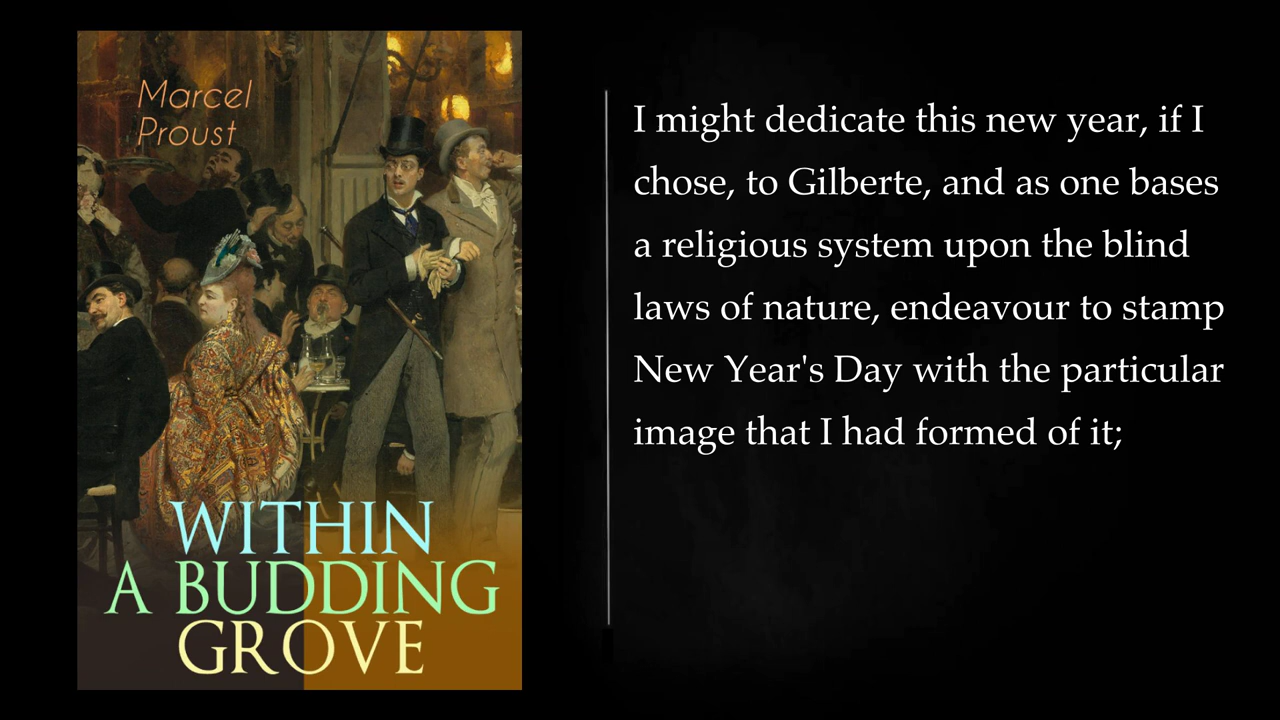 Marcel
Proust
WITHIN
A BUDDING
GROVE
I might dedicate this new year, if I
chose, to Gilberte, and as one bases
a religious system upon the blind
laws of nature, endeavour to stamp
New Year's Day with the particular
image that I had formed of it;